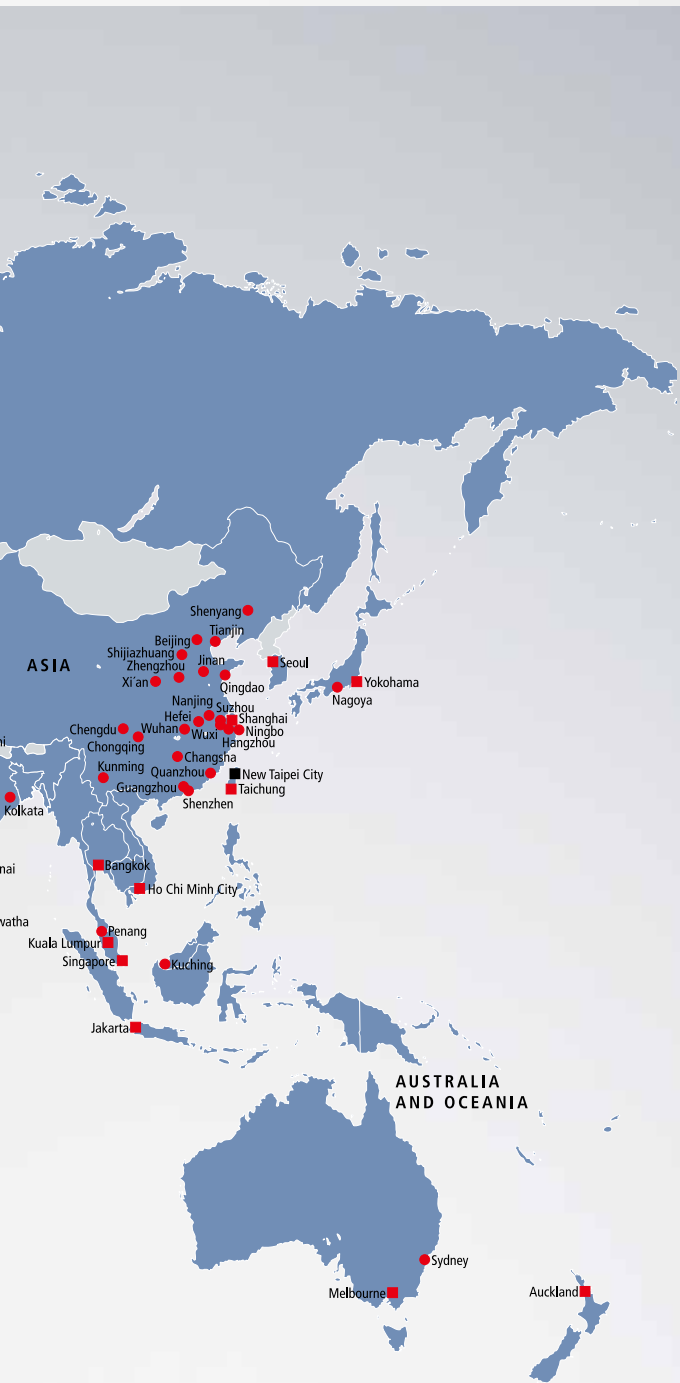 Shenyang
Tianjin
Beijing
Shijiazhuang
Jinan
Zhengzhou
ASIA
Seoul
Xi´an
Qingdao
Yokohama
Nagoya
Nanjing
Suzhou
Hefei
Shanghai
Chengdu
Wuhan
Wuxi
Ningbo
Hangzhou
Chongqing
Changsha
Kunming
Quanzhou
New Taipei City
Guangzhou
Taichung
Shenzhen
Kolkata
Bangkok
nai
Ho Chi Minh City
watha
Penang
Kuala Lumpur
Singapore
Kuching
Jakarta
AUSTRALIA
AND OCEANIA
Sydney
Melbourne
Auckland